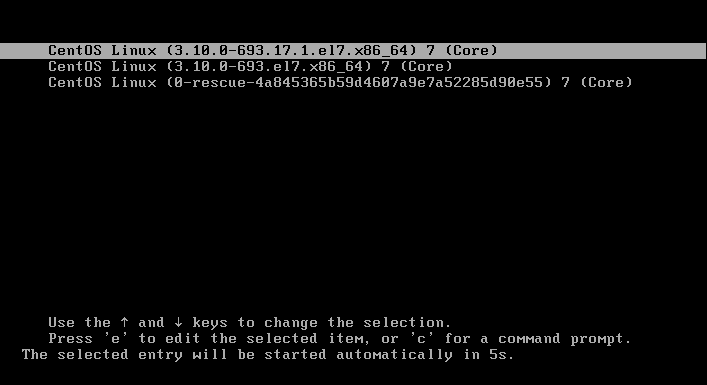 CentOS Linux (3.10.0-693.17.1.el7.x86_64) 7 (Core)
CentOS Linux (3.10.0-693.el7.x86_64) 7 (Core)
CentOS Linux (0-rescue-4a845365b59d4607a9e7a52285d90e55) 7 (Core)
Use the ↑ and ↓ keys to change the selection.
Press 'e' to edit the selected item, or 'c' for a command prompt.
The selected entry will be started automatically in 5s.